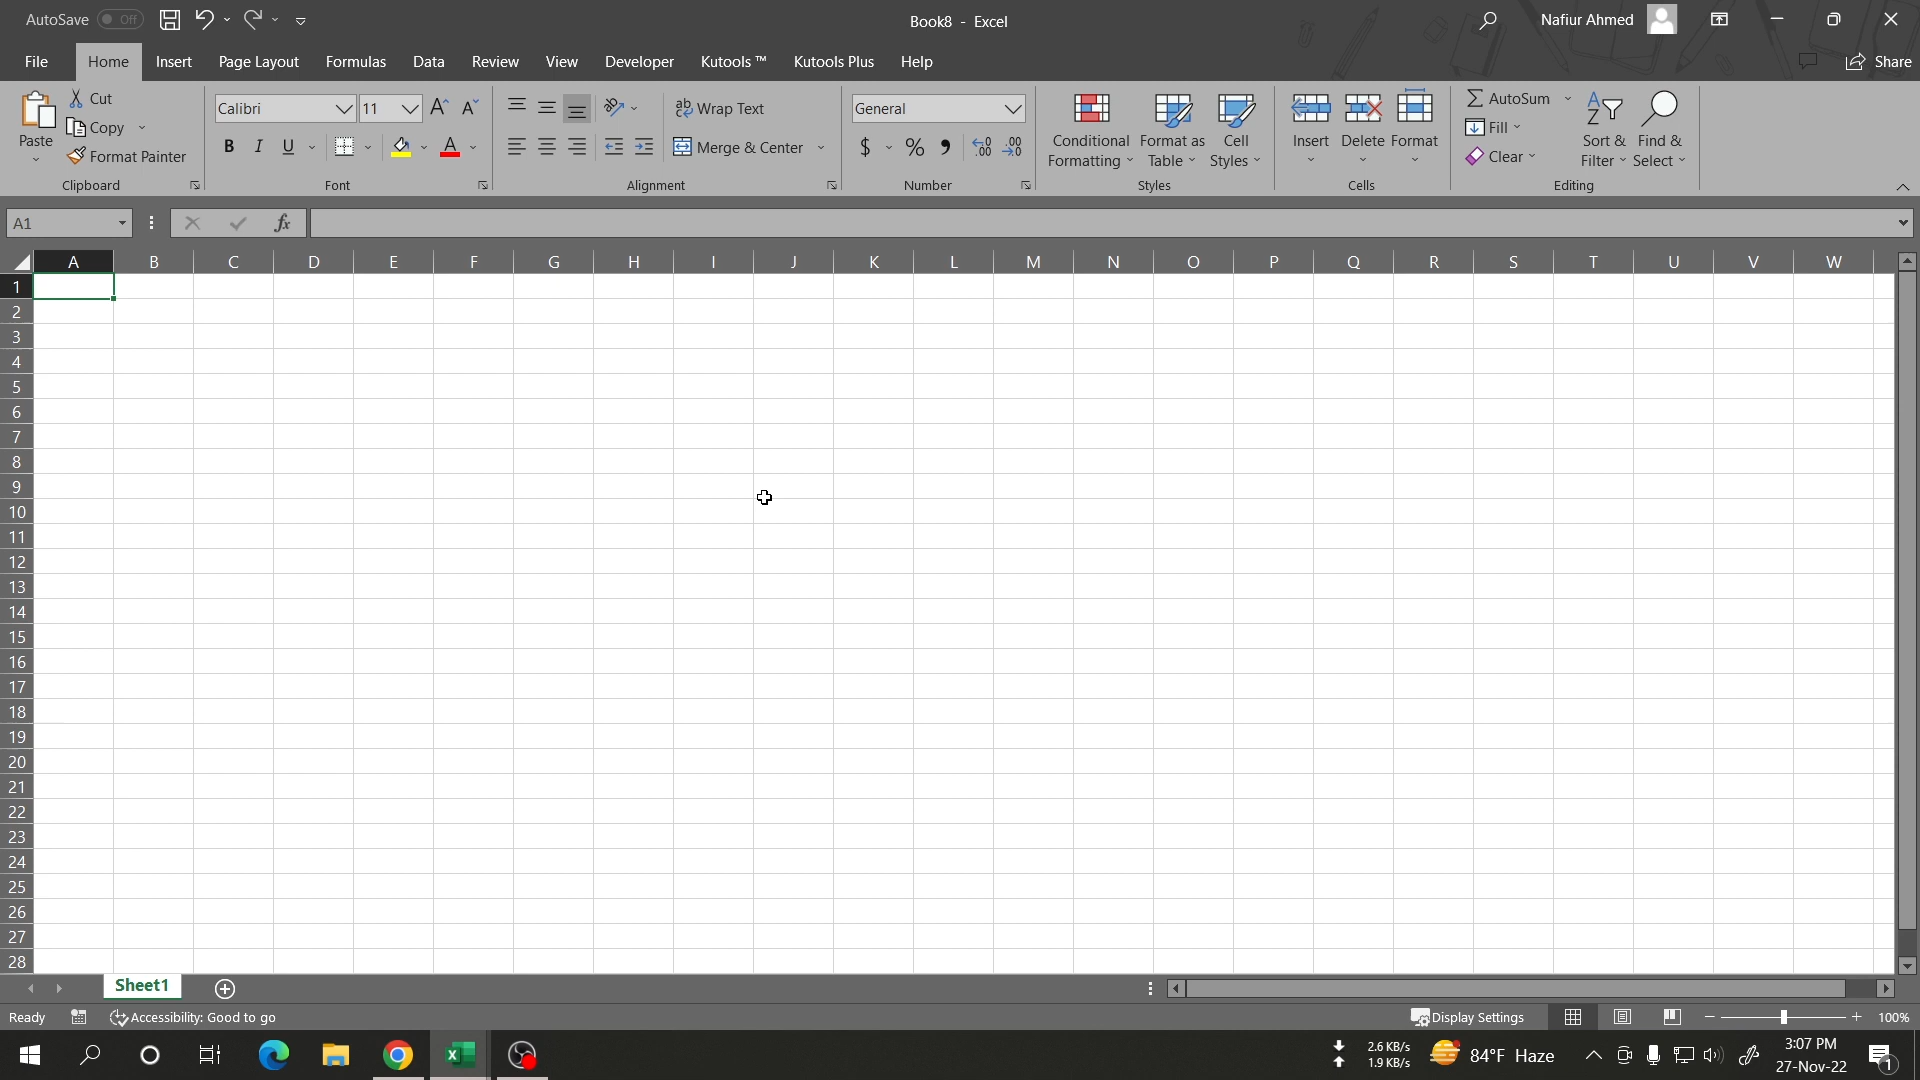 AutoSave Off Book8 - Excel Nafiur Ahmed
File Home Insert Page Layout Formulas Data Review View Developer Kutools ™ Kutools Plus Help Share
Paste Cut Copy Format Painter Clipboard
Calibri 11 B I U A Font
Wrap Text Merge & Center Alignment
General $ % , Number
Conditional Formatting Format as Table Cell Styles Styles
Insert Delete Format Cells
AutoSum Fill Clear Sort & Filter Find & Select Editing
A1 fx
A B C D E F G H I J K L M N O P Q R S T U V W
1
2
3
4
5
6
7
8
9
10
11
12
13
14
15
16
17
18
19
20
21
22
23
24
25
26
27
28
Sheet1
Ready Accessibility: Good to go Display Settings 100%
2.6 KB/s
1.9 KB/s
84°F Haze
3:07 PM
27-Nov-22
1